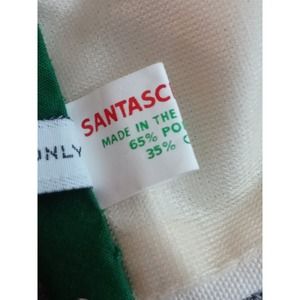 SANTASC
MADE IN THE
65% PO
35%
ONLY